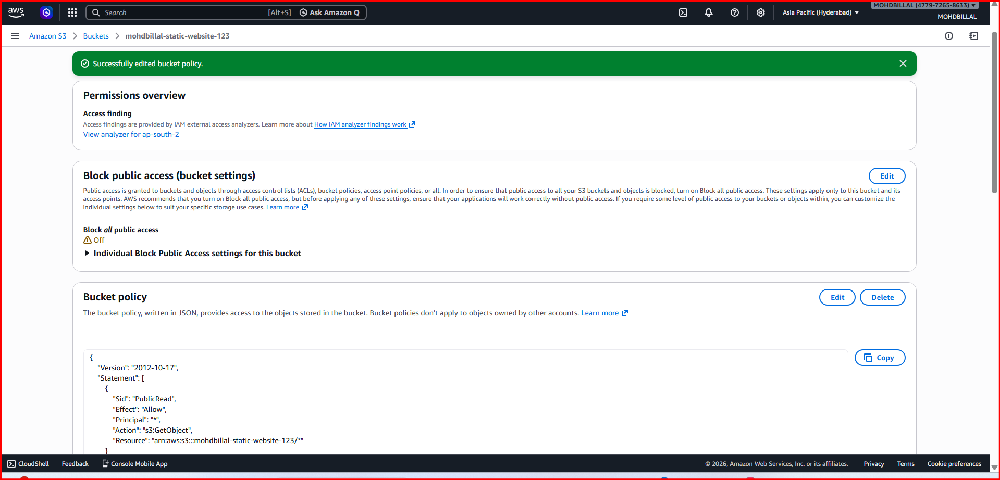 aws
Search
[Alt+S]
Ask Amazon Q
Asia Pacific (Hyderabad)
MOHDBILLAL (4779-7265-8633)
MOHDBILLAL
Amazon S3
Buckets
mohdbillal-static-website-123
Successfully edited bucket policy.
Permissions overview
Access finding
Access findings are provided by IAM external access analyzers. Learn more about How IAM analyzer findings work
View analyzer for ap-south-2
Block public access (bucket settings)
Edit
Public access is granted to buckets and objects through access control lists (ACLs), bucket policies, access point policies, or all. In order to ensure that public access to all your S3 buckets and objects is blocked, turn on Block all public access. These settings apply only to this bucket and its
access points. AWS recommends that you turn on Block all public access, but before applying any of these settings, ensure that your applications will work correctly without public access. If you require some level of public access to your buckets or objects within, you can customize the
individual settings below to suit your specific storage use cases. Learn more
Block all public access
Off
Individual Block Public Access settings for this bucket
Bucket policy
Edit
Delete
The bucket policy, written in JSON, provides access to the objects stored in the bucket. Bucket policies don't apply to objects owned by other accounts. Learn more
Copy
{
"Version": "2012-10-17",
"Statement": [
{
"Sid": "PublicRead",
"Effect": "Allow",
"Principal": "*",
"Action": "s3:GetObject",
"Resource": "arn:aws:s3:::mohdbillal-static-website-123/*"
}
CloudShell
Feedback
Console Mobile App
© 2026, Amazon Web Services, Inc. or its affiliates.
Privacy
Terms
Cookie preferences